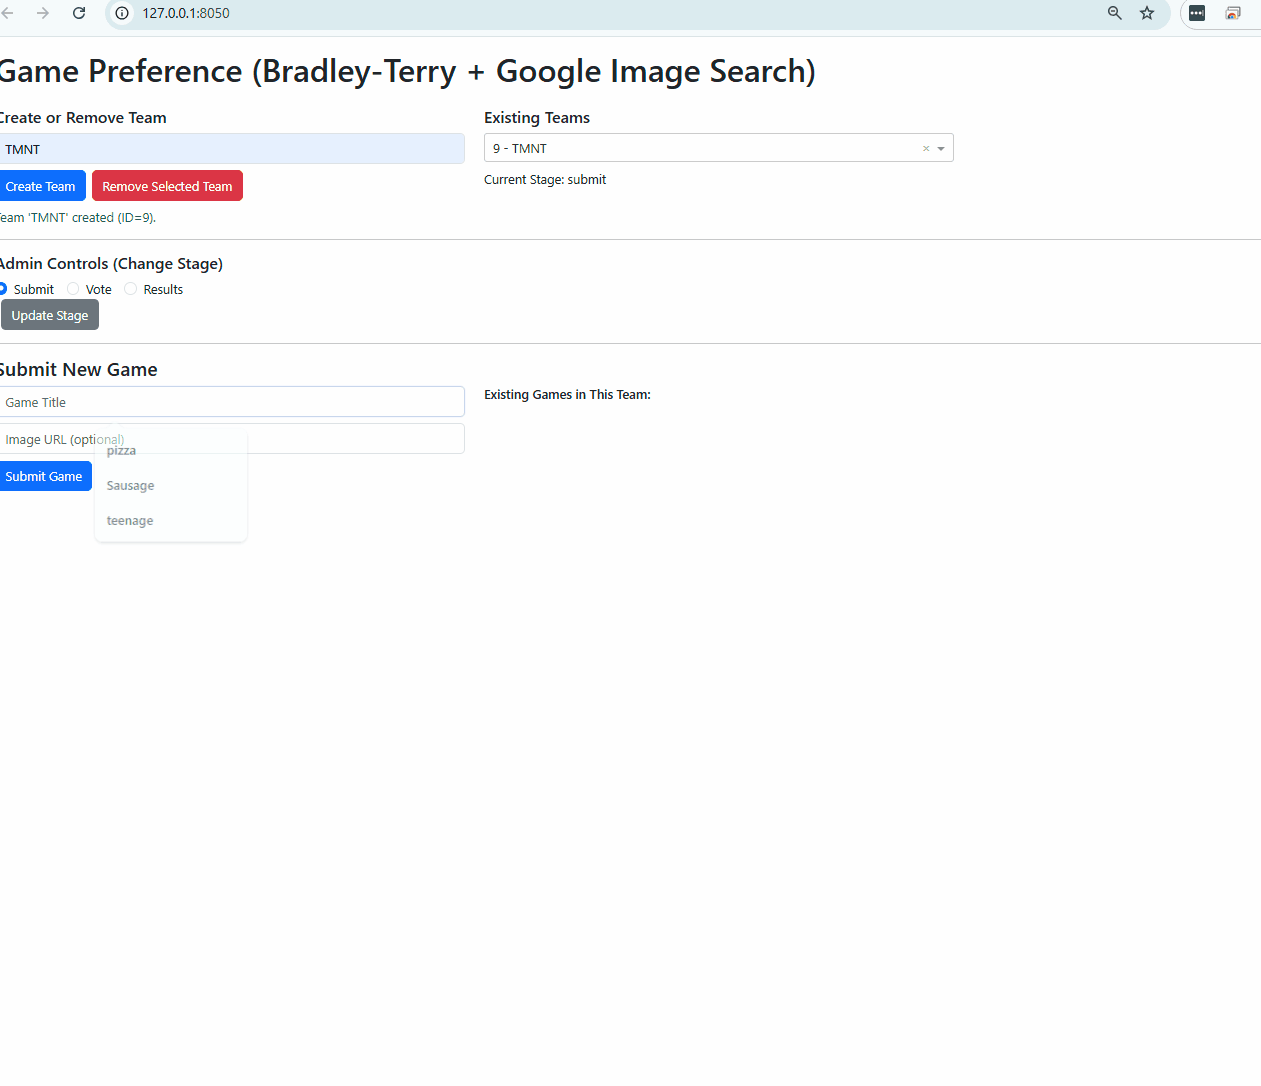 127.0.0.1:8050
Game Preference (Bradley-Terry + Google Image Search)
Create or Remove Team
Existing Teams
TMNT
9 - TMNT
Create Team
Remove Selected Team
Current Stage: submit
Team 'TMNT' created (ID=9).
Admin Controls (Change Stage)
Submit
Vote
Results
Update Stage
Submit New Game
Game Title
Existing Games in This Team:
Image URL (optional)
pizza
Submit Game
Sausage
teenage